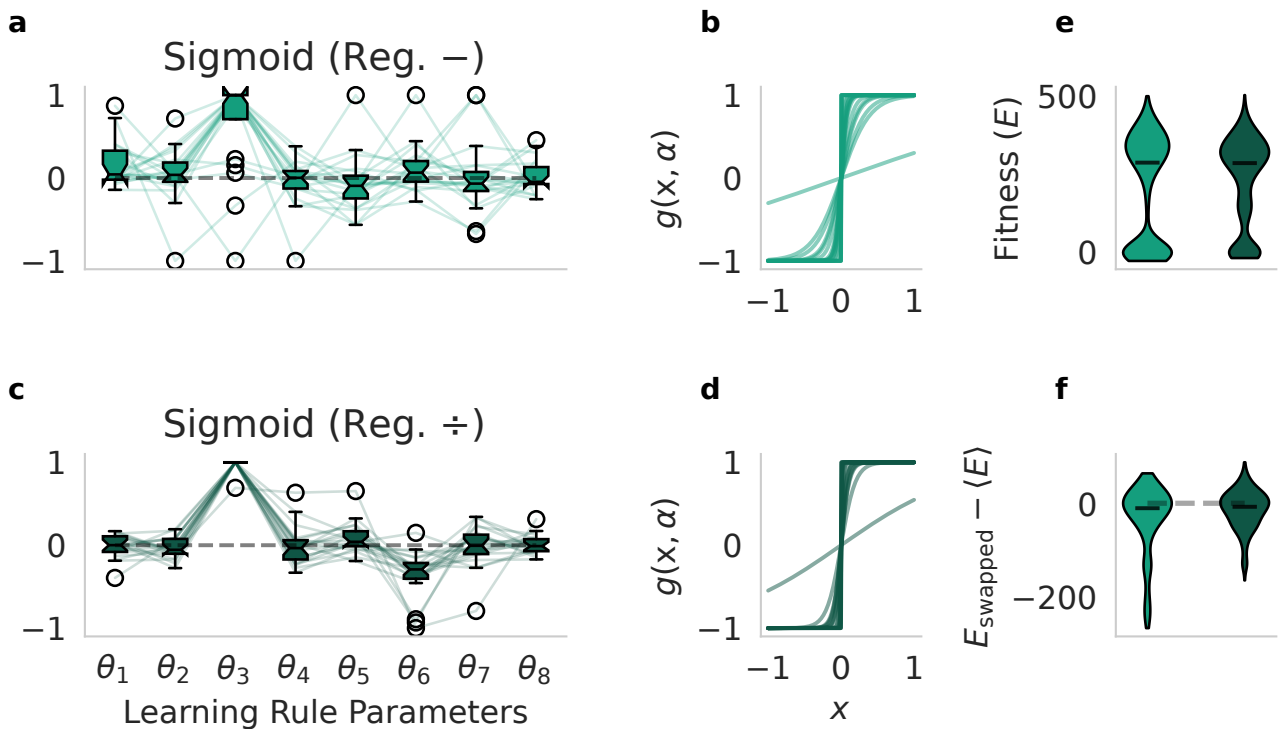 a
Sigmoid (Reg. −)
1
0
−1
b
g(x, α)
1
0
−1
−1 0 1
e
Fitness (E)
500
0
c
Sigmoid (Reg. ÷)
1
0
−1
θ1 θ2 θ3 θ4 θ5 θ6 θ7 θ8
Learning Rule Parameters
d
g(x, α)
1
0
−1
−1 0 1
x
f
Eswapped − ⟨E⟩
0
−200